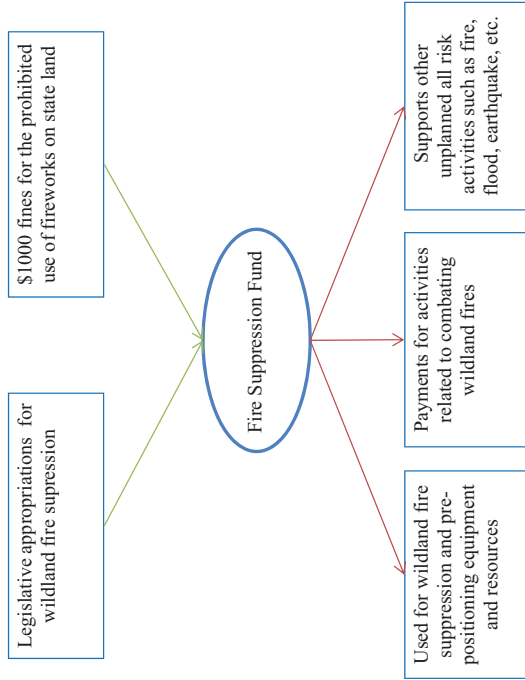 Legislative appropriations for
wildland fire supression
$1000 fines for the prohibited
use of fireworks on state land
Fire Suppression Fund
Used for wildland fire
suppression and pre-
positioning equipment
and resources
Payments for activities
related to combating
wildland fires
Supports other
unplanned all risk
activities such as fire,
flood, earthquake, etc.